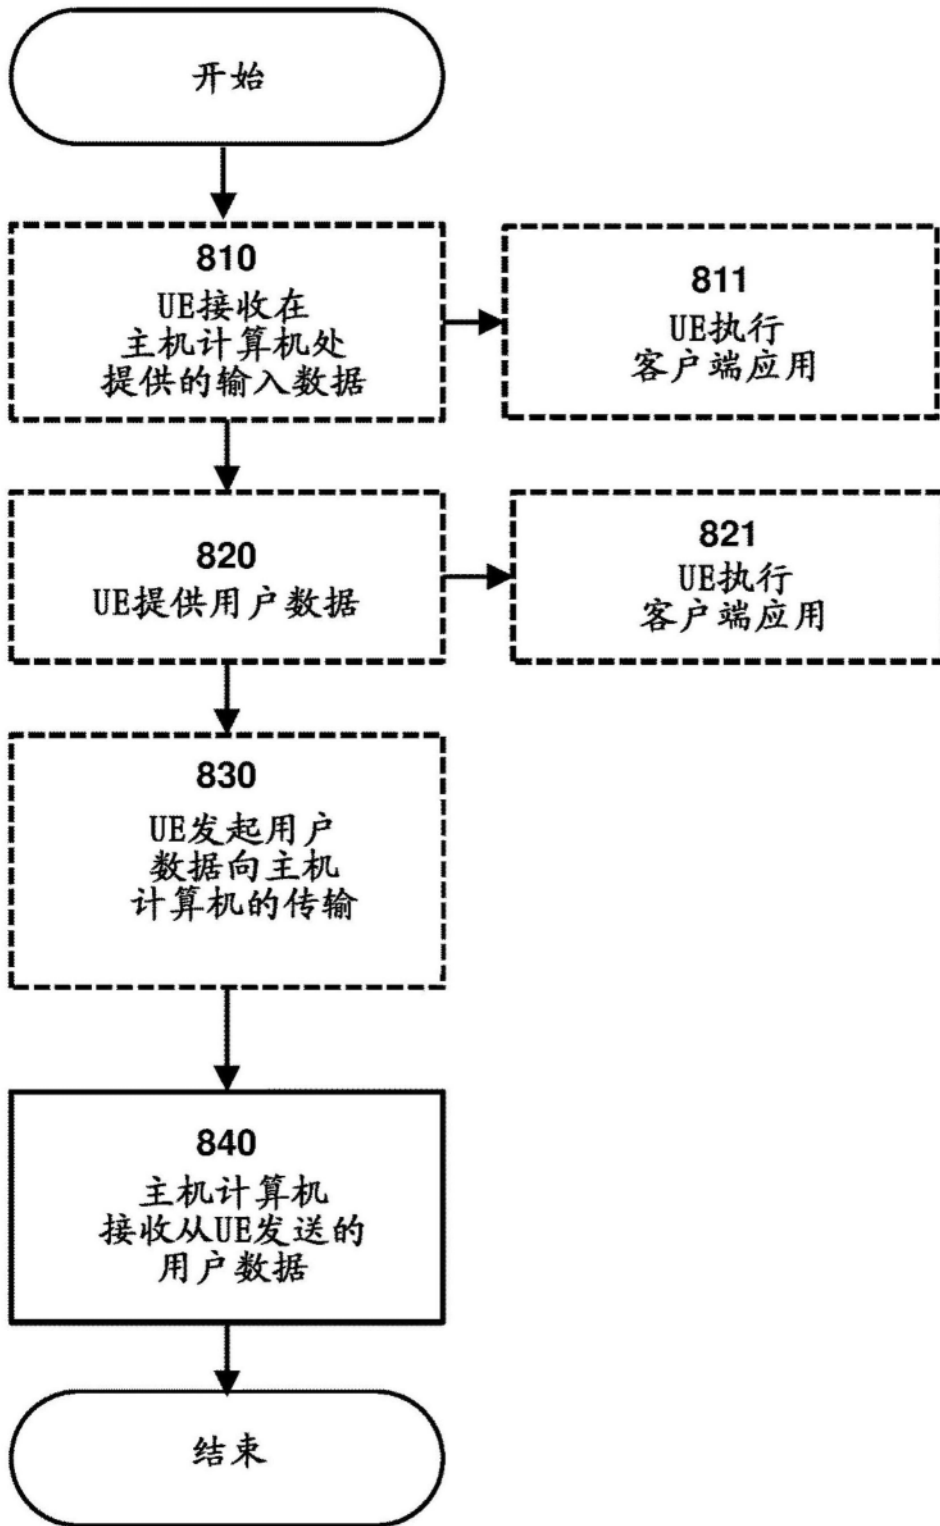 开始
810
UE接收在
主机计算机处
提供的输入数据
811
UE执行
客户端应用
820
UE提供用户数据
821
UE执行
客户端应用
830
UE发起用户
数据向主机
计算机的传输
840
主机计算机
接收从UE发送的
用户数据
结束